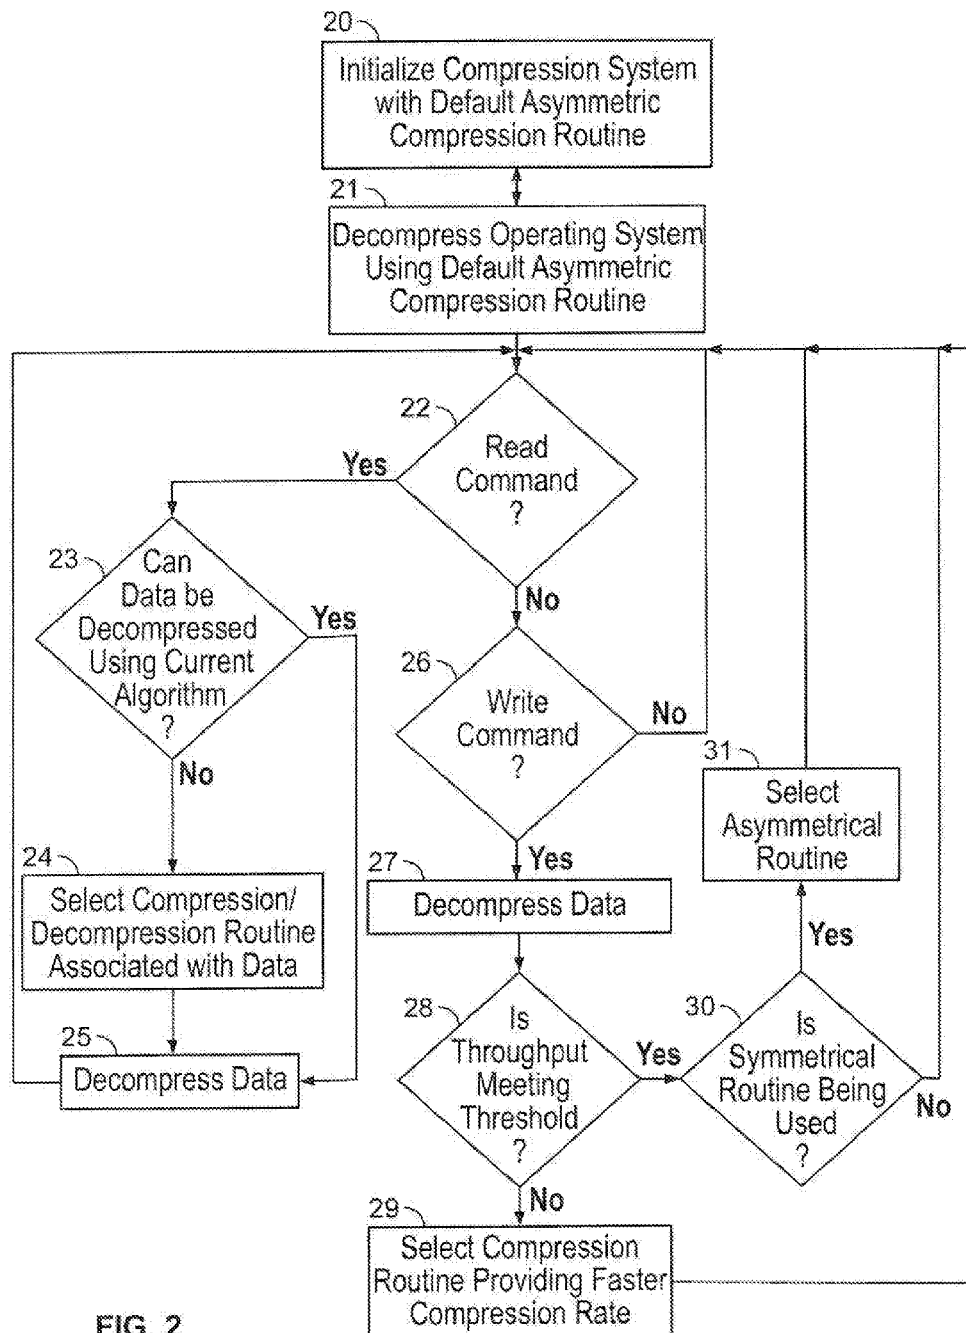 20
Initialize Compression System
with Default Asymmetric
Compression Routine
21
Decompress Operating System
Using Default Asymmetric
Compression Routine
22
Read
Command
?
Yes
No
23
Can
Data be
Decompressed
Using Current
Algorithm
?
Yes
No
24
Select Compression/
Decompression Routine
Associated with Data
25
Decompress Data
26
Write
Command
?
No
Yes
27
Decompress Data
28
Is
Throughput
Meeting
Threshold
?
Yes
No
29
Select Compression
Routine Providing Faster
Compression Rate
30
Is
Symmetrical
Routine Being
Used
?
Yes
No
31
Select
Asymmetrical
Routine
FIG. 2